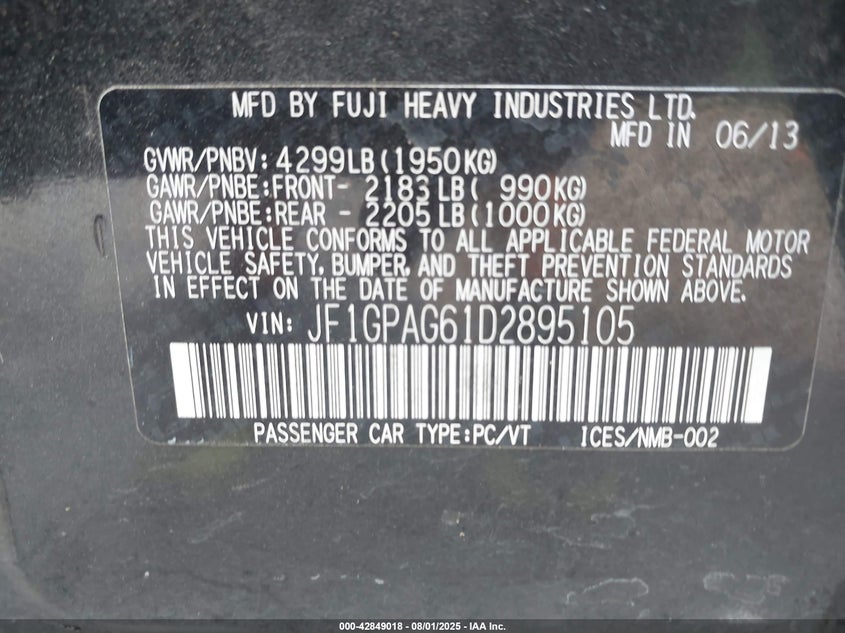 MFD BY FUJI HEAVY INDUSTRIES LTD.
MFD IN 06/13
GVWR/PNBV: 4299LB(1950KG)
GAWR/PNBE:FRONT- 2183LB( 990KG)
GAWR/PNBE:REAR - 2205LB(1000KG)
THIS VEHICLE CONFORMS TO ALL APPLICABLE FEDERAL MOTOR
VEHICLE SAFETY, BUMPER, AND THEFT PREVENTION STANDARDS
IN EFFECT ON THE DATE OF MANUFACTURE SHOWN ABOVE.
VIN: JF1GPAG61D2895105
PASSENGER CAR TYPE:PC/VT ICES/NMB-002
000-42849018 - 08/01/2025 - IAA Inc.